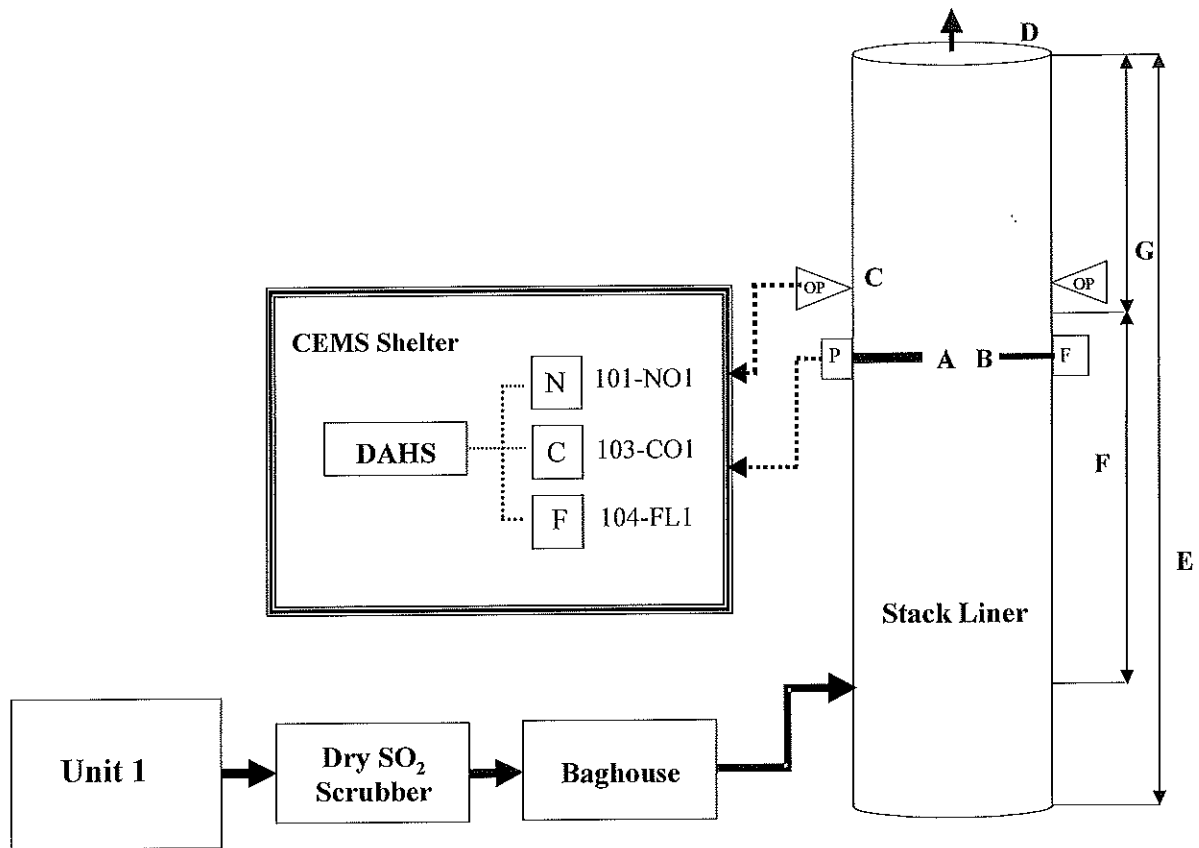 D
G
OP
C
OP
CEMS Shelter
P
A
B
F
N
101-NO1
DAHS
C
103-CO1
F
F
104-FL1
E
Stack Liner
Unit 1
Dry SO₂
Scrubber
Baghouse